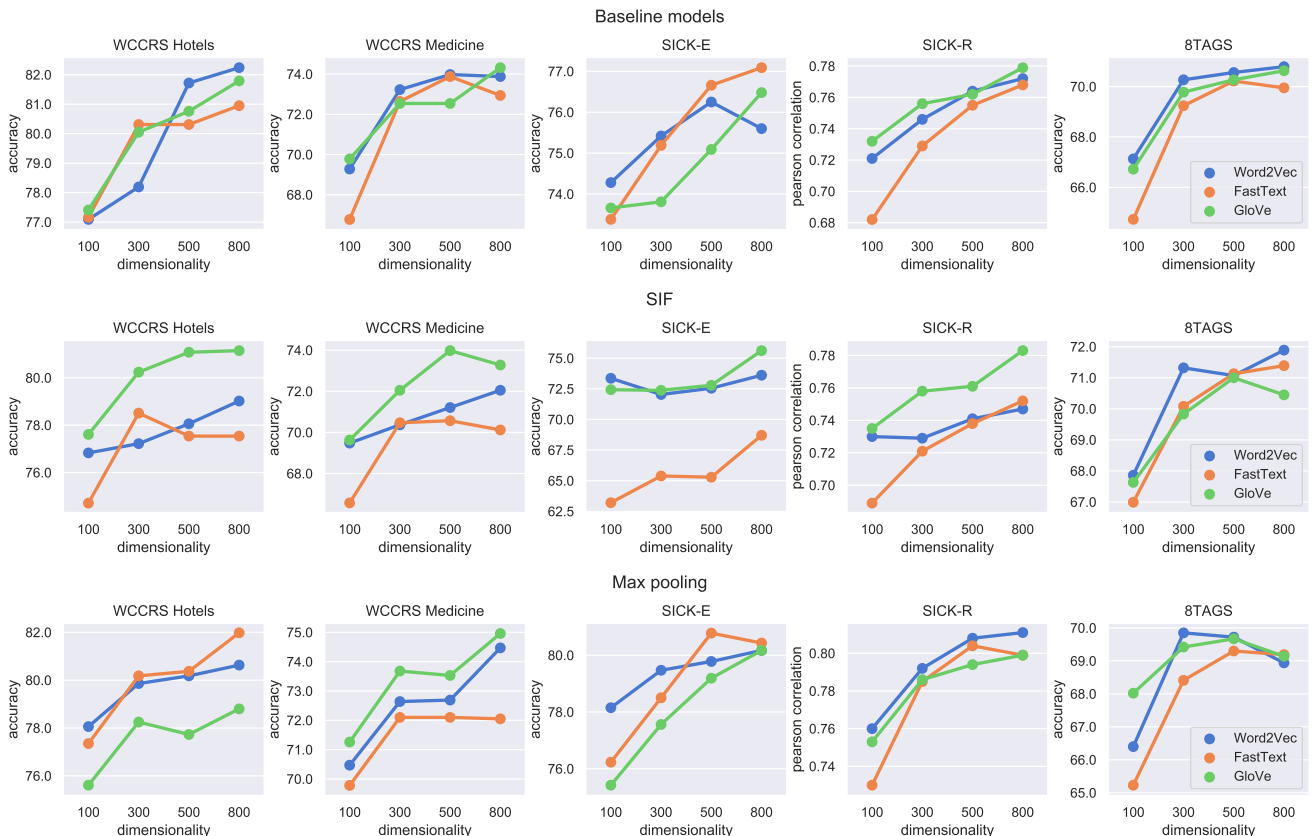 Baseline models
WCCRS Hotels
WCCRS Medicine
SICK-E
SICK-R
8TAGS
accuracy
82.0
81.0
80.0
79.0
78.0
77.0
100 300 500 800
dimensionality
accuracy
74.0
72.0
70.0
68.0
100 300 500 800
dimensionality
accuracy
77.0
76.0
75.0
74.0
100 300 500 800
dimensionality
pearson correlation
0.78
0.76
0.74
0.72
0.70
0.68
100 300 500 800
dimensionality
accuracy
70.0
68.0
66.0
Word2Vec
FastText
GloVe
100 300 500 800
dimensionality
SIF
WCCRS Hotels
WCCRS Medicine
SICK-E
SICK-R
8TAGS
accuracy
80.0
78.0
76.0
100 300 500 800
dimensionality
accuracy
74.0
72.0
70.0
68.0
100 300 500 800
dimensionality
accuracy
75.0
72.5
70.0
67.5
65.0
62.5
100 300 500 800
dimensionality
pearson correlation
0.78
0.76
0.74
0.72
0.70
100 300 500 800
dimensionality
accuracy
72.0
71.0
70.0
69.0
68.0
67.0
Word2Vec
FastText
GloVe
100 300 500 800
dimensionality
Max pooling
WCCRS Hotels
WCCRS Medicine
SICK-E
SICK-R
8TAGS
accuracy
82.0
80.0
78.0
76.0
100 300 500 800
dimensionality
accuracy
75.0
74.0
73.0
72.0
71.0
70.0
100 300 500 800
dimensionality
accuracy
80.0
78.0
76.0
100 300 500 800
dimensionality
pearson correlation
0.80
0.78
0.76
0.74
100 300 500 800
dimensionality
accuracy
70.0
69.0
68.0
67.0
66.0
65.0
Word2Vec
FastText
GloVe
100 300 500 800
dimensionality